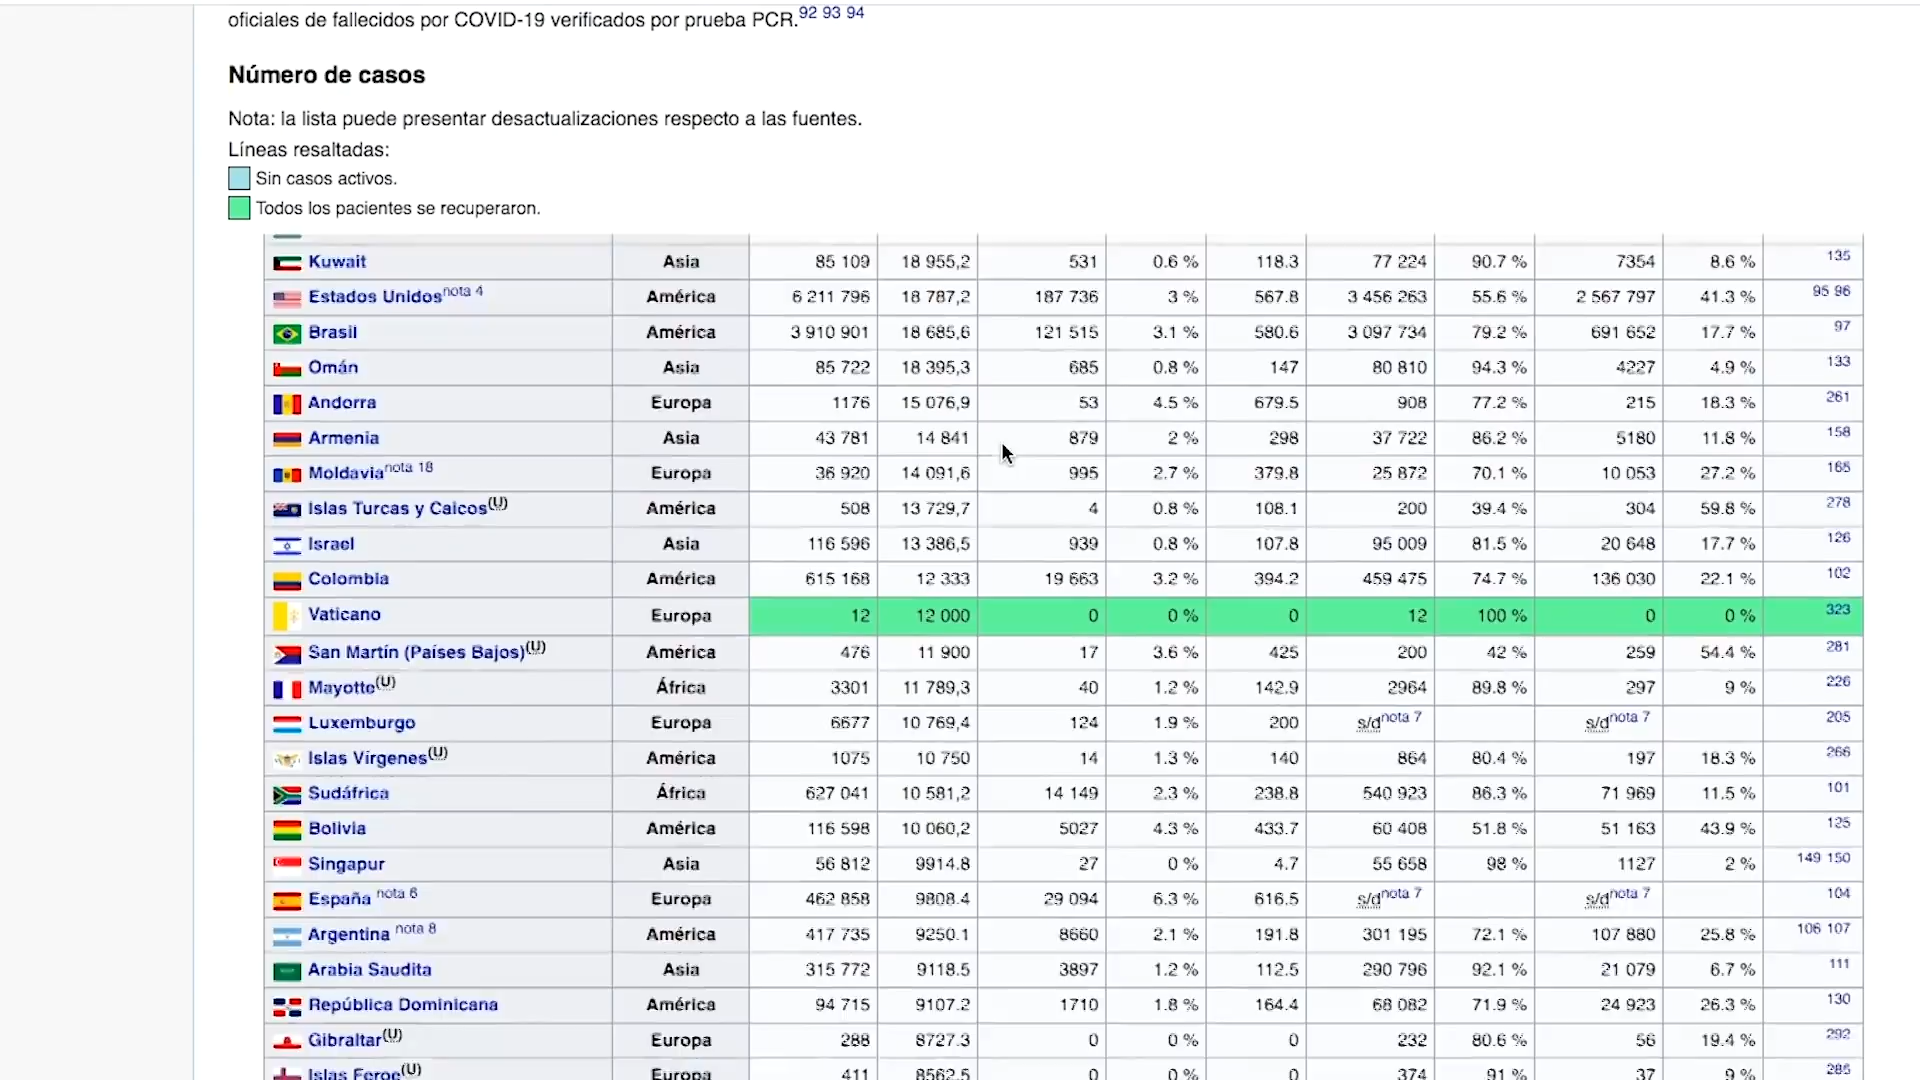 oficiales de fallecidos por COVID-19 verificados por prueba PCR.92 93 94
Número de casos
Nota: la lista puede presentar desactualizaciones respecto a las fuentes.
Líneas resaltadas:
Sin casos activos.
Todos los pacientes se recuperaron.
Kuwait Asia 85 109 18 955,2 531 0.6 % 118.3 77 224 90.7 % 7354 8.6 % 135
Estados Unidos nota 4 América 6 211 796 18 787,2 187 736 3 % 567.8 3 456 263 55.6 % 2 567 797 41.3 % 95 96
Brasil América 3 910 901 18 685,6 121 515 3.1 % 580.6 3 097 734 79.2 % 691 652 17.7 % 97
Omán Asia 85 722 18 395,3 685 0.8 % 147 80 810 94.3 % 4227 4.9 % 133
Andorra Europa 1176 15 076,9 53 4.5 % 679.5 908 77.2 % 215 18.3 % 261
Armenia Asia 43 781 14 841 879 2 % 298 37 722 86.2 % 5180 11.8 % 158
Moldavia nota 18 Europa 36 920 14 091,6 995 2.7 % 379.8 25 872 70.1 % 10 053 27.2 % 165
Islas Turcas y Caicos(U) América 508 13 729,7 4 0.8 % 108.1 200 39.4 % 304 59.8 % 278
Israel Asia 116 596 13 386,5 939 0.8 % 107.8 95 009 81.5 % 20 648 17.7 % 126
Colombia América 615 168 12 333 19 663 3.2 % 394.2 459 475 74.7 % 136 030 22.1 % 102
Vaticano Europa 12 12 000 0 0 % 0 12 100 % 0 0 % 323
San Martín (Países Bajos)(U) América 476 11 900 17 3.6 % 425 200 42 % 259 54.4 % 281
Mayotte(U) África 3301 11 789,3 40 1.2 % 142.9 2964 89.8 % 297 9 % 226
Luxemburgo Europa 6677 10 769,4 124 1.9 % 200 s/d nota 7 s/d nota 7 205
Islas Vírgenes(U) América 1075 10 750 14 1.3 % 140 864 80.4 % 197 18.3 % 266
Sudáfrica África 627 041 10 581,2 14 149 2.3 % 238.8 540 923 86.3 % 71 969 11.5 % 101
Bolivia América 116 598 10 060,2 5027 4.3 % 433.7 60 408 51.8 % 51 163 43.9 % 125
Singapur Asia 56 812 9914.8 27 0 % 4.7 55 658 98 % 1127 2 % 149 150
España nota 6 Europa 462 858 9808.4 29 094 6.3 % 616.5 s/d nota 7 s/d nota 7 104
Argentina nota 8 América 417 735 9250.1 8660 2.1 % 191.8 301 195 72.1 % 107 880 25.8 % 106 107
Arabia Saudita Asia 315 772 9118.5 3897 1.2 % 112.5 290 796 92.1 % 21 079 6.7 % 111
República Dominicana América 94 715 9107.2 1710 1.8 % 164.4 68 082 71.9 % 24 923 26.3 % 130
Gibraltar(U) Europa 288 8727.3 0 0 % 0 232 80.6 % 56 19.4 % 292
Islas Feroe(U) Europa 411 8562.5 0 0 % 0 374 91 % 37 9 % 285